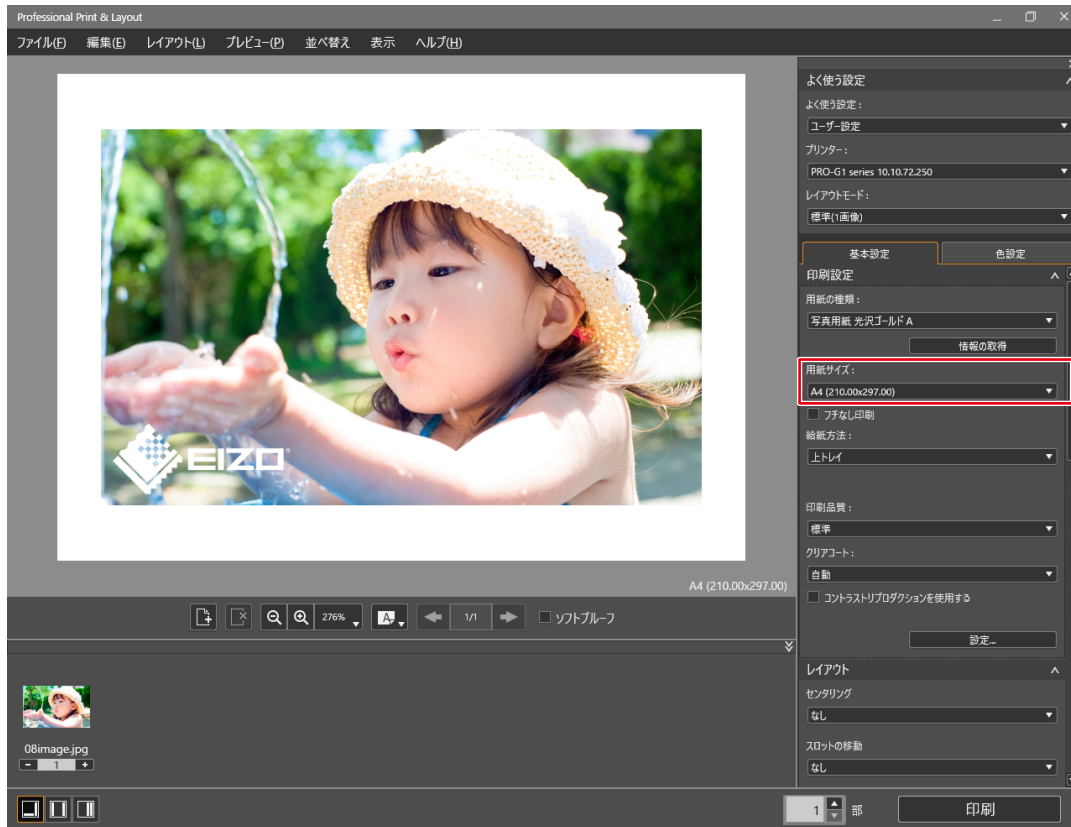 Professional Print & Layout
ファイル(F) 編集(E) レイアウト(L) プレビュー(P) 並べ替え 表示 ヘルプ(H)
EIZO
A4 (210.00x297.00)
276%
A
1/1
ソフトプルーフ
08image.jpg
- 1 +
よく使う設定
よく使う設定：
ユーザー設定
プリンター：
PRO-G1 series 10.10.72.250
レイアウトモード：
標準(1画像)
基本設定 色設定
印刷設定
用紙の種類：
写真用紙 光沢ゴールド A
情報の取得
用紙サイズ：
A4 (210.00x297.00)
フチなし印刷
給紙方法：
上トレイ
印刷品質：
標準
クリアコート：
自動
コントラストリプロダクションを使用する
設定...
レイアウト
センタリング
なし
スロットの移動
なし
1 部 印刷